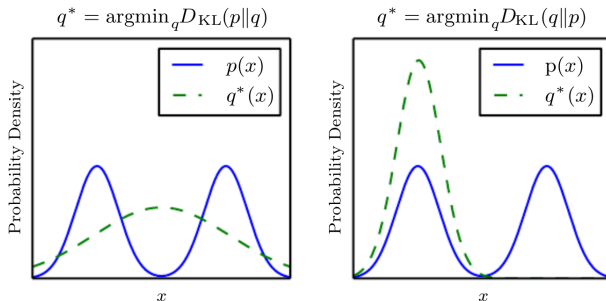 q* = argmin_q D_KL(p‖q)
p(x)
q*(x)
Probability Density
x
q* = argmin_q D_KL(q‖p)
p(x)
q*(x)
Probability Density
x